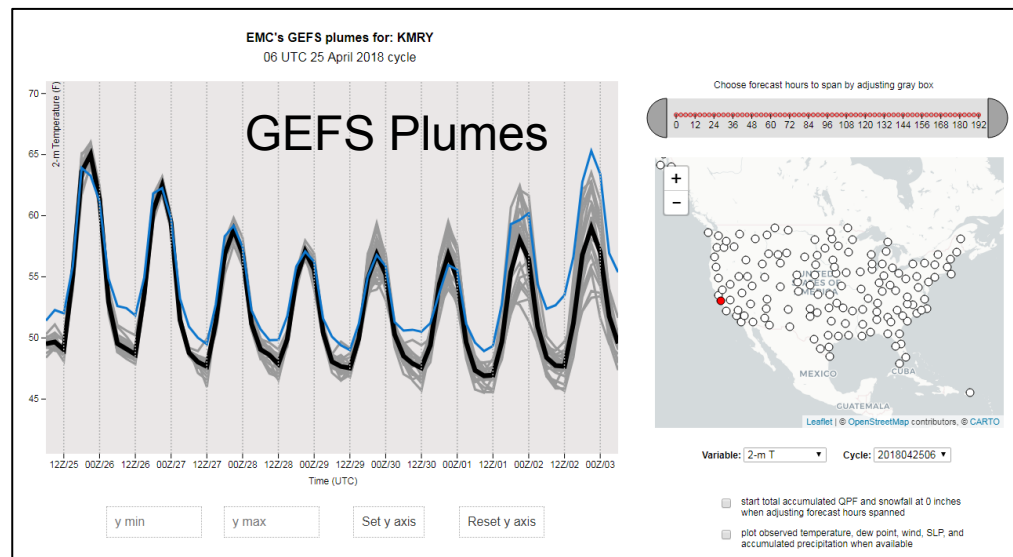 EMC's GEFS plumes for: KMRY
06 UTC 25 April 2018 cycle
GEFS Plumes
2-m Temperature (F)
70
65
60
55
50
45
12Z/25 00Z/26 12Z/26 00Z/27 12Z/27 00Z/28 12Z/28 00Z/29 12Z/29 00Z/30 12Z/30 00Z/01 12Z/01 00Z/02 12Z/02 00Z/03
Time (UTC)
y min y max Set y axis Reset y axis
Choose forecast hours to span by adjusting gray box
0 12 24 36 48 60 72 84 96 108 120 132 144 156 168 180 192
+
−
UNITED
STATES OF
AMERICA
MEXICO
CUBA
GUATEMALA
Leaflet | © OpenStreetMap contributors, © CARTO
Variable: 2-m T Cycle: 2018042506
start total accumulated QPF and snowfall at 0 inches
when adjusting forecast hours spanned
plot observed temperature, dew point, wind, SLP, and
accumulated precipitation when available